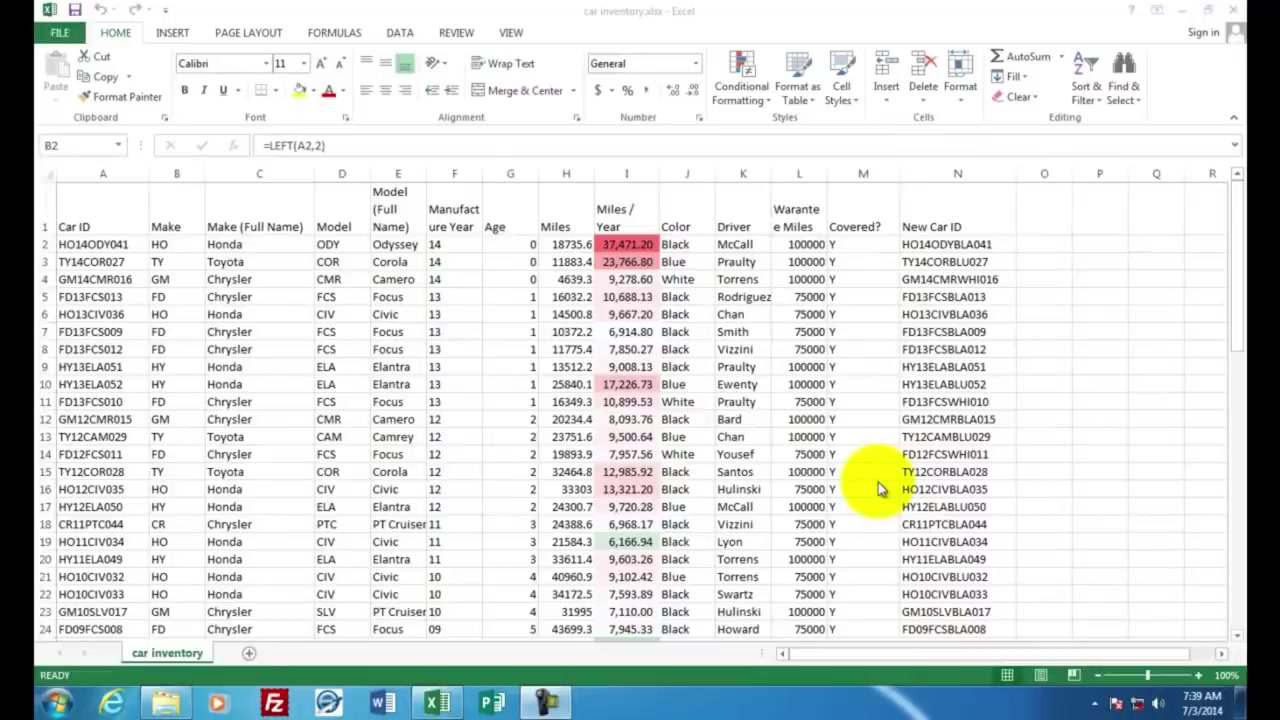 car inventory.xlsx - Excel
FILE HOME INSERT PAGE LAYOUT FORMULAS DATA REVIEW VIEW Sign in
Paste Cut Copy Format Painter Clipboard
Calibri 11 B I U A Font
Wrap Text Merge & Center Alignment
General $ % , Number
Conditional Formatting Format as Table Cell Styles Styles
Insert Delete Format Cells
AutoSum Fill Clear Sort & Filter Find & Select Editing
B2 fx =LEFT(A2,2)
A B C D E F G H I J K L M N O P Q R
1 Car ID Make Make (Full Name) Model Model (Full Name) Manufacture Year Age Miles Miles / Year Color Driver Warantee Miles Covered? New Car ID
2 HO14ODY041 HO Honda ODY Odyssey 14 0 18735.6 37,471.20 Black McCall 100000 Y HO14ODYBLA041
3 TY14COR027 TY Toyota COR Corola 14 0 11883.4 23,766.80 Blue Praulty 100000 Y TY14CORBLU027
4 GM14CMR016 GM Chrysler CMR Camero 14 0 4639.3 9,278.60 White Torrens 100000 Y GM14CMRWHI016
5 FD13FCS013 FD Chrysler FCS Focus 13 1 16032.2 10,688.13 Black Rodriguez 75000 Y FD13FCSBLA013
6 HO13CIV036 HO Honda CIV Civic 13 1 14500.8 9,667.20 Black Chan 75000 Y HO13CIVBLA036
7 FD13FCS009 FD Chrysler FCS Focus 13 1 10372.2 6,914.80 Black Smith 75000 Y FD13FCSBLA009
8 FD13FCS012 FD Chrysler FCS Focus 13 1 11775.4 7,850.27 Black Vizzini 75000 Y FD13FCSBLA012
9 HY13ELA051 HY Honda ELA Elantra 13 1 13512.2 9,008.13 Black Praulty 100000 Y HY13ELABLA051
10 HY13ELA052 HY Honda ELA Elantra 13 1 25840.1 17,226.73 Blue Ewenty 100000 Y HY13ELABLU052
11 FD13FCS010 FD Chrysler FCS Focus 13 1 16349.3 10,899.53 White Praulty 75000 Y FD13FCSWHI010
12 GM12CMR015 GM Chrysler CMR Camero 12 2 20234.4 8,093.76 Black Bard 100000 Y GM12CMRBLA015
13 TY12CAM029 TY Toyota CAM Camrey 12 2 23751.6 9,500.64 Blue Chan 100000 Y TY12CAMBLU029
14 FD12FCS011 FD Chrysler FCS Focus 12 2 19893.9 7,957.56 White Yousef 75000 Y FD12FCSWHI011
15 TY12COR028 TY Toyota COR Corola 12 2 32464.8 12,985.92 Black Santos 100000 Y TY12CORBLA028
16 HO12CIV035 HO Honda CIV Civic 12 2 33303 13,321.20 Black Hulinski 75000 Y HO12CIVBLA035
17 HY12ELA050 HY Honda ELA Elantra 12 2 24300.7 9,720.28 Blue McCall 100000 Y HY12ELABLU050
18 CR11PTC044 CR Chrysler PTC PT Cruiser 11 3 24388.6 6,968.17 Black Vizzini 75000 Y CR11PTCBLA044
19 HO11CIV034 HO Honda CIV Civic 11 3 21584.3 6,166.94 Black Lyon 75000 Y HO11CIVBLA034
20 HY11ELA049 HY Honda ELA Elantra 11 3 33611.4 9,603.26 Black Torrens 100000 Y HY11ELABLA049
21 HO10CIV032 HO Honda CIV Civic 10 4 40960.9 9,102.42 Blue Torrens 75000 Y HO10CIVBLU032
22 HO10CIV033 HO Honda CIV Civic 10 4 34172.5 7,593.89 Black Swartz 75000 Y HO10CIVBLA033
23 GM10SLV017 GM Chrysler SLV PT Cruiser 10 4 31995 7,110.00 Black Hulinski 100000 Y GM10SLVBLA017
24 FD09FCS008 FD Chrysler FCS Focus 09 5 43699.3 7,945.33 Black Howard 75000 Y FD09FCSBLA008
car inventory
READY 100%
7:39 AM
7/3/2014